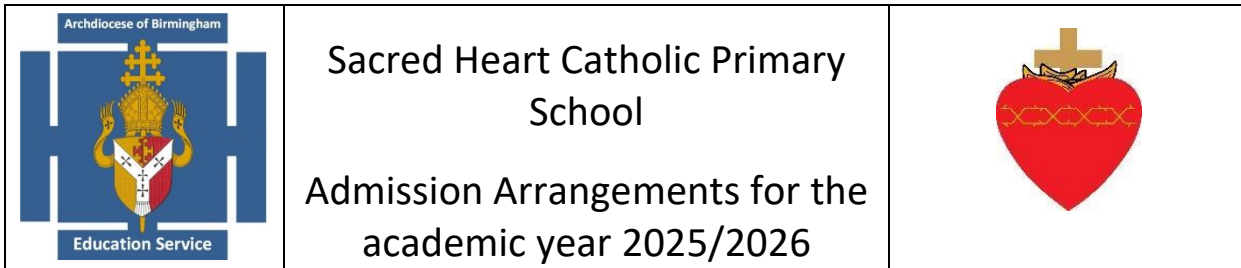 Archdiocese of Birmingham
Education Service
Sacred Heart Catholic Primary
School
Admission Arrangements for the
academic year 2025/2026